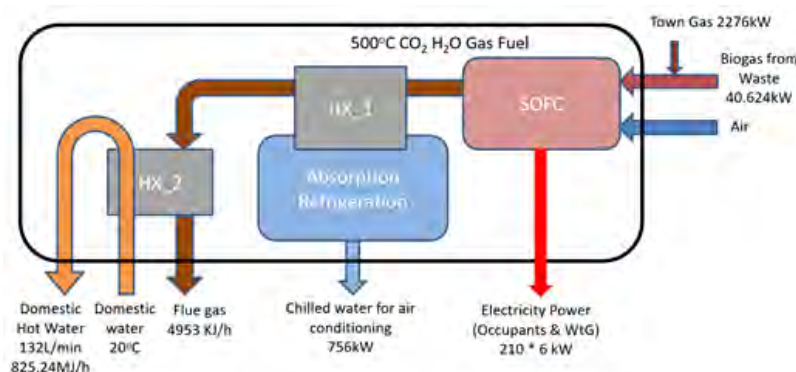 Town Gas 2276kW
500°C CO2 H2O Gas Fuel
Biogas from
Waste
40.624kW
SOFC
HX_1
Air
Absorption
Refrigeration
HX_2
Domestic
Hot Water
132L/min
825.24MJ/h
Domestic
water
20°C
Flue gas
4953 KJ/h
Chilled water for air
conditioning
756kW
Electricity Power
(Occupants & WtG)
210 * 6 kW